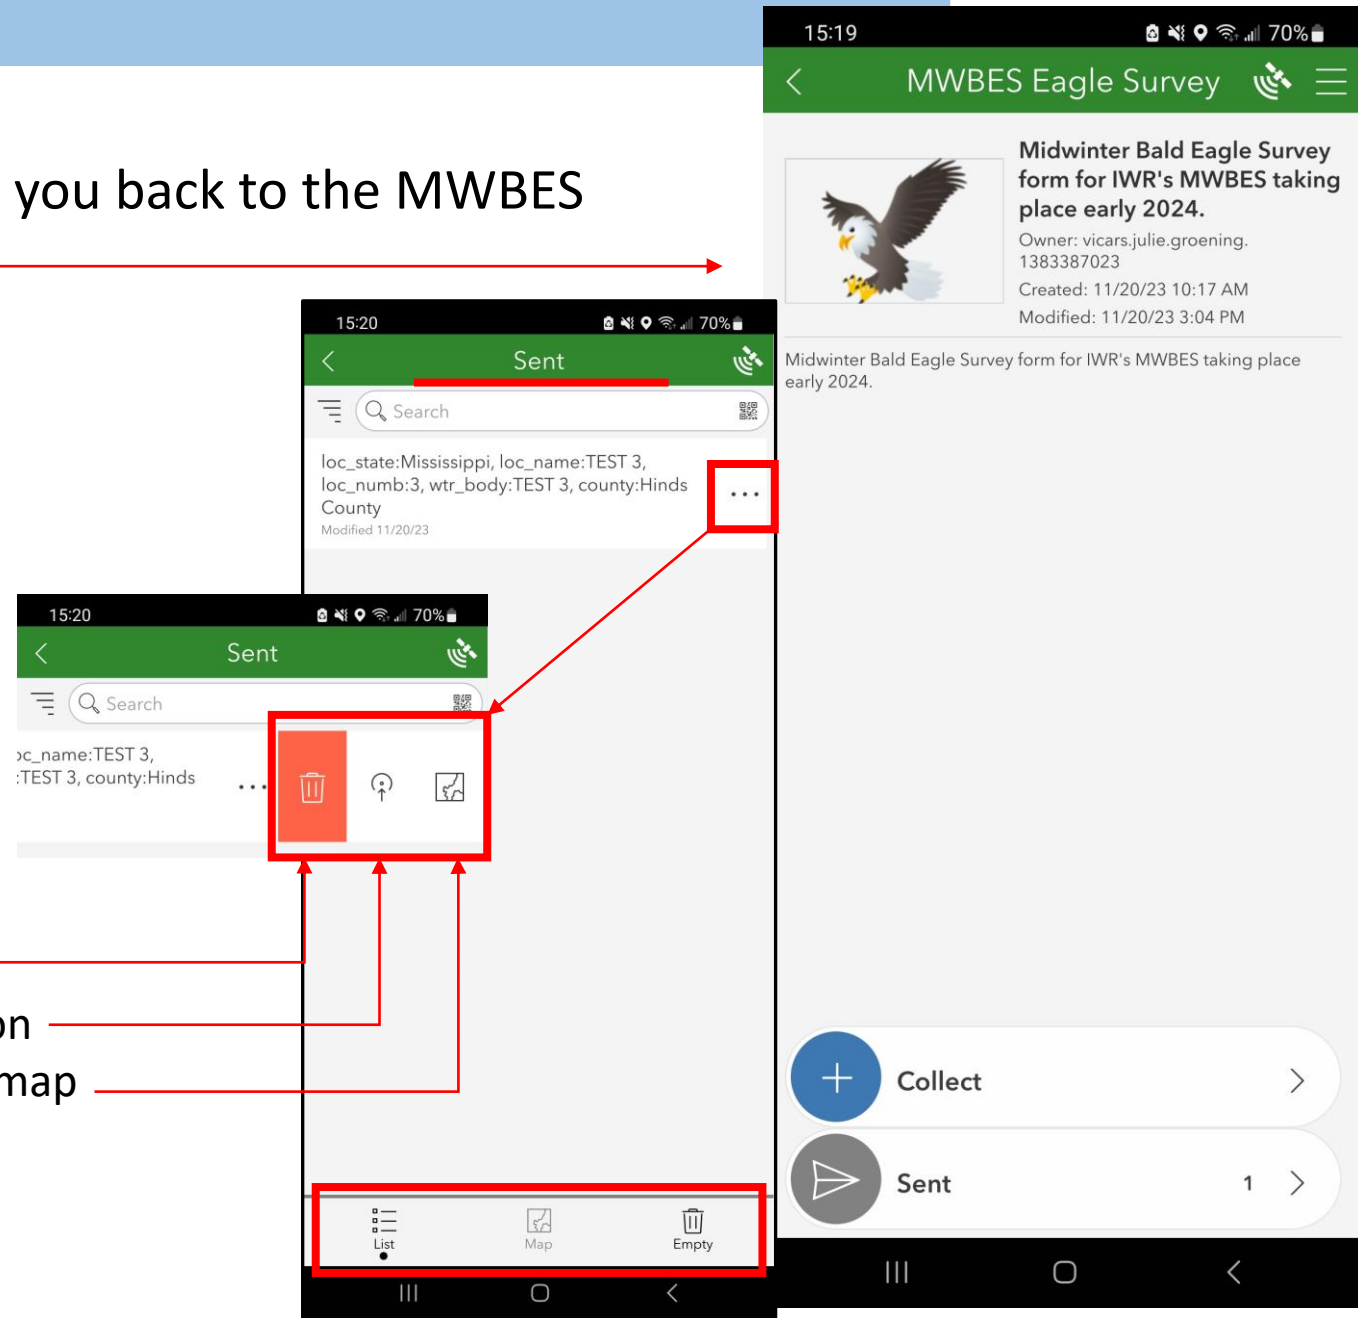 you back to the MWBES
15:19
70%
MWBES Eagle Survey
Midwinter Bald Eagle Survey
form for IWR's MWBES taking
place early 2024.
Owner: vicars.julie.groening.
1383387023
Created: 11/20/23 10:17 AM
Modified: 11/20/23 3:04 PM
Midwinter Bald Eagle Survey form for IWR's MWBES taking place
early 2024.
Collect
Sent 1
15:20
70%
Sent
Search
loc_state:Mississippi, loc_name:TEST 3,
loc_numb:3, wtr_body:TEST 3, county:Hinds
County
Modified 11/20/23
...
List
Map
Empty
15:20
70%
Sent
Search
oc_name:TEST 3,
:TEST 3, county:Hinds
...
on
map